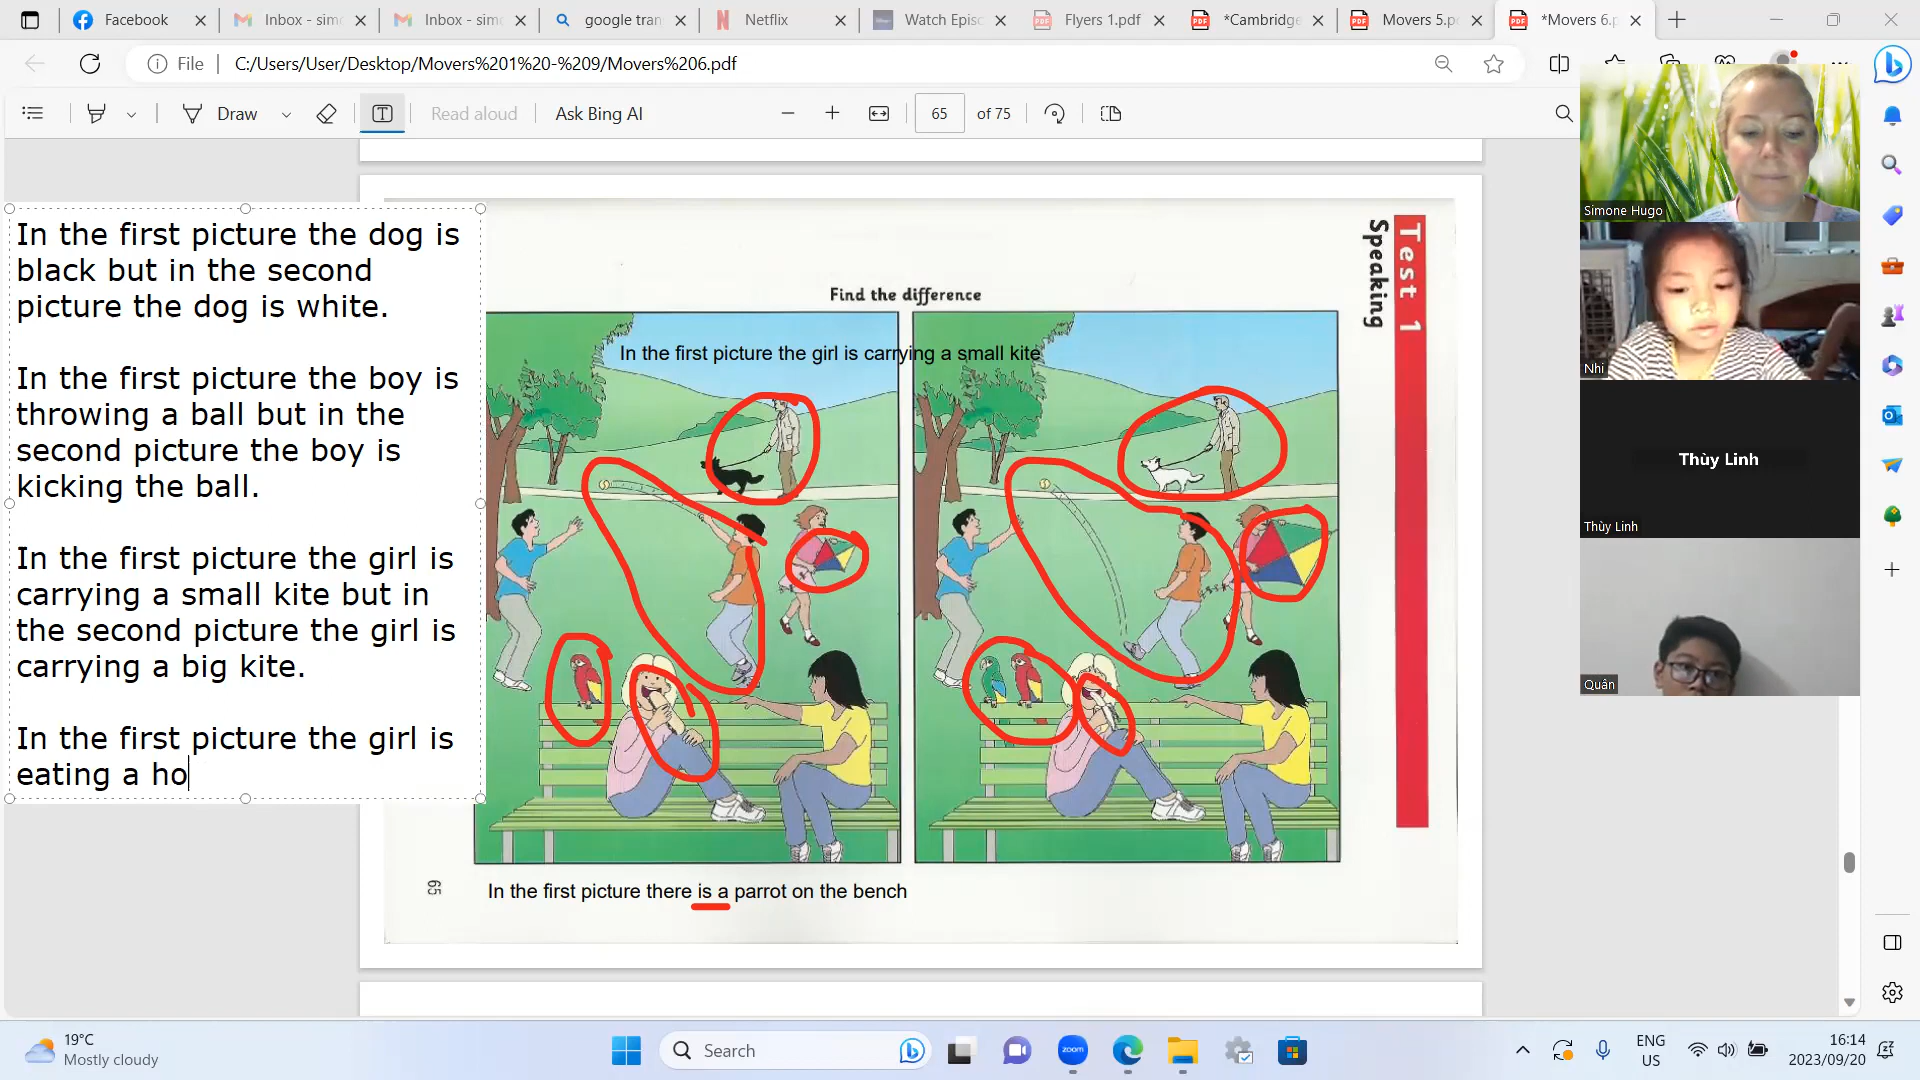 Facebook
Inbox - simo
Inbox - simo
google tran
Netflix
Watch Episo
Flyers 1.pdf
*Cambridge
Movers 5.p
*Movers 6.p
File
C:/Users/User/Desktop/Movers%201%20-%209/Movers%206.pdf
Draw
Read aloud
Ask Bing AI
65
of 75
In the first picture the dog is
black but in the second
picture the dog is white.
In the first picture the boy is
throwing a ball but in the
second picture the boy is
kicking the ball.
In the first picture the girl is
carrying a small kite but in
the second picture the girl is
carrying a big kite.
In the first picture the girl is
eating a ho
Find the difference
In the first picture the girl is carrying a small kite
Test 1
Speaking
In the first picture there is a parrot on the bench
65
Simone Hugo
Nhi
Thùy Linh
Thùy Linh
Quân
19°C
Mostly cloudy
Search
zoom
ENG
US
16:14
2023/09/20